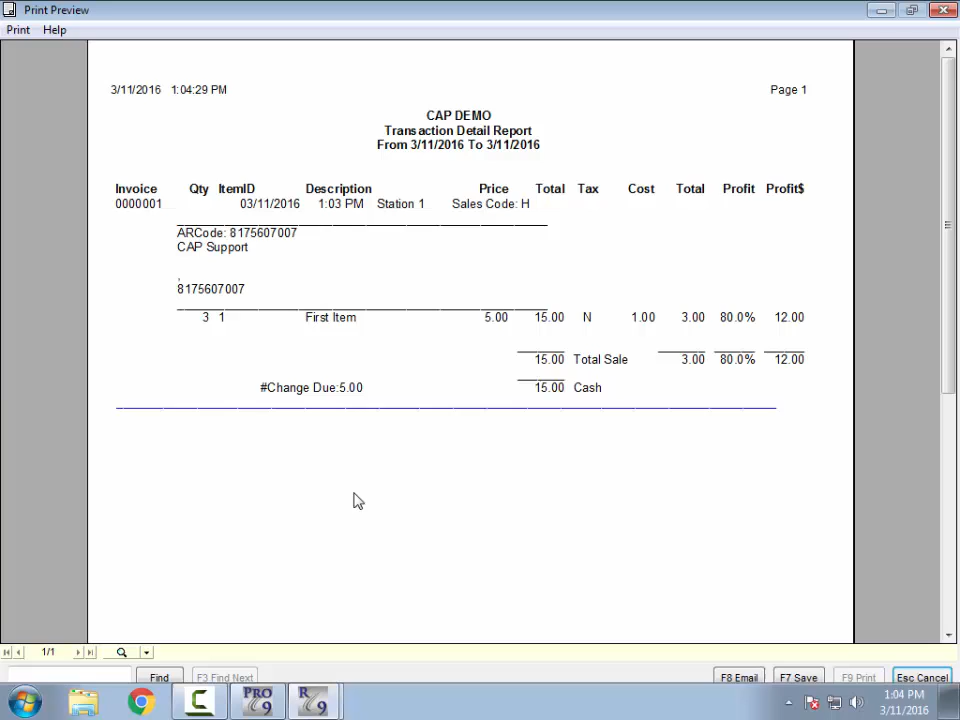 Print Preview
Print Help
3/11/2016 1:04:29 PM Page 1
CAP DEMO
Transaction Detail Report
From 3/11/2016 To 3/11/2016
Invoice Qty ItemID Description Price Total Tax Cost Total Profit Profit$
0000001 03/11/2016 1:03 PM Station 1 Sales Code: H
ARCode: 8175607007
CAP Support
,
8175607007
3 1 First Item 5.00 15.00 N 1.00 3.00 80.0% 12.00
15.00 Total Sale 3.00 80.0% 12.00
#Change Due:5.00 15.00 Cash
1/1
Find F3 Find Next F8 Email F7 Save F9 Print Esc Cancel
PRO 9 R 9 1:04 PM
3/11/2016